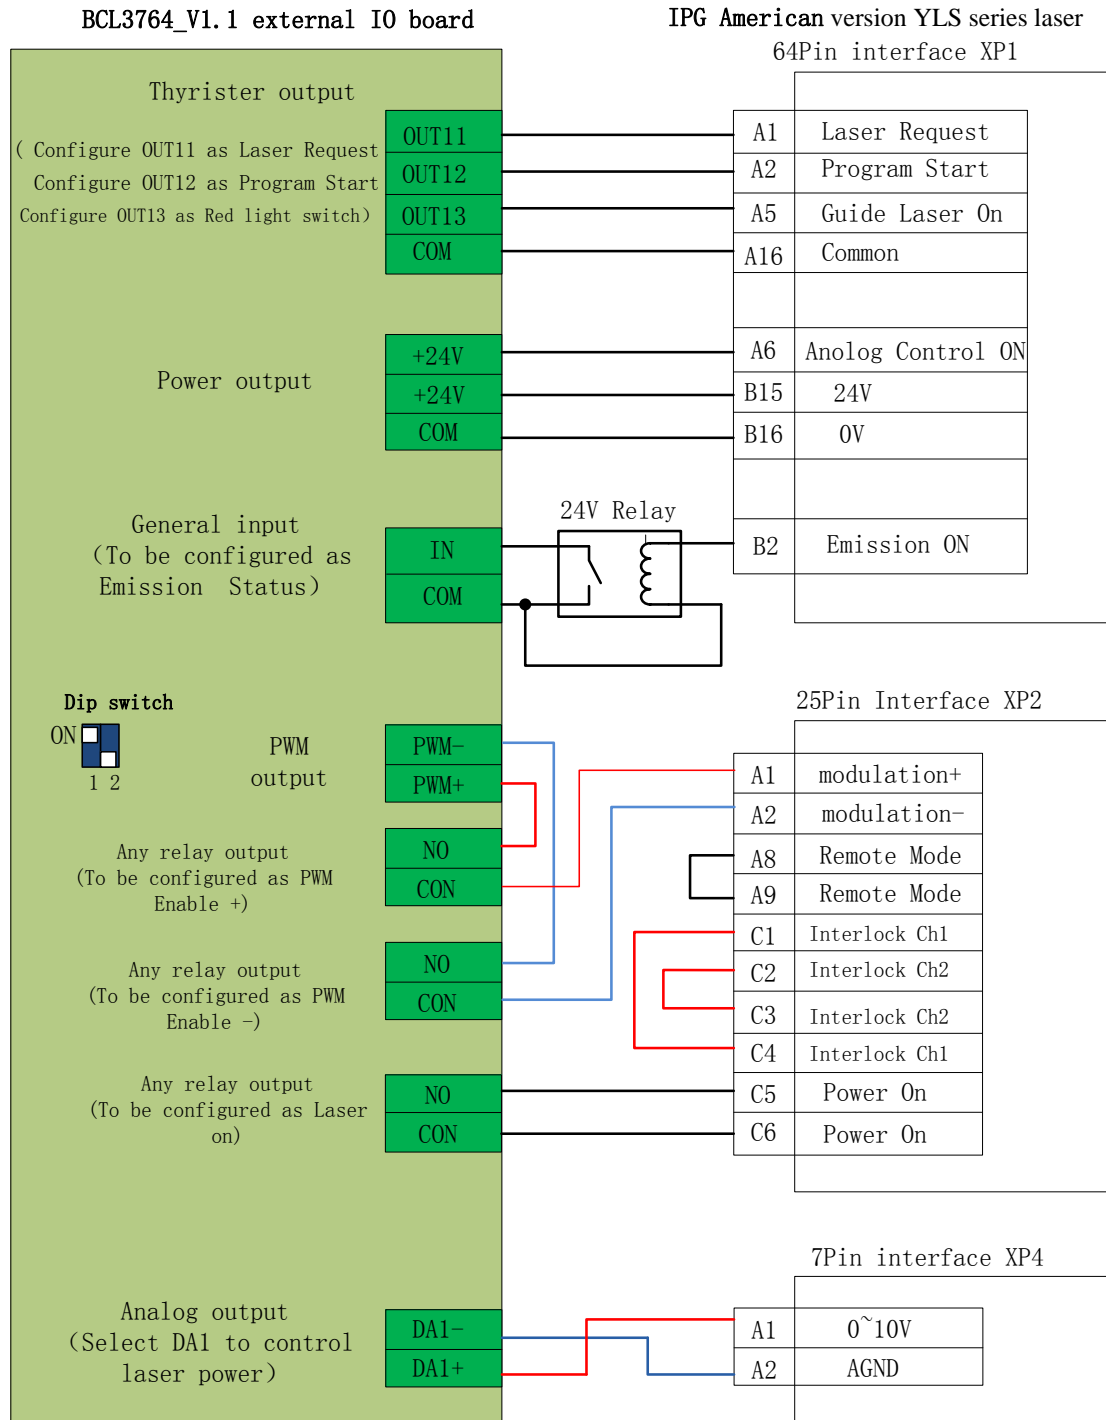 BCL3764_V1.1 external IO board
IPG American version YLS series laser
64Pin interface XP1
Thyrister output
( Configure OUT11 as Laser Request
Configure OUT12 as Program Start
Configure OUT13 as Red light switch)
OUT11
OUT12
OUT13
COM
A1 Laser Request
A2 Program Start
A5 Guide Laser On
A16 Common
Power output
+24V
+24V
COM
A6 Anolog Control ON
B15 24V
B16 0V
General input
(To be configured as
Emission Status)
IN
COM
24V Relay
B2 Emission ON
Dip switch
ON
1 2
PWM
output
PWM-
PWM+
Any relay output
(To be configured as PWM
Enable +)
NO
CON
Any relay output
(To be configured as PWM
Enable -)
NO
CON
Any relay output
(To be configured as Laser
on)
NO
CON
25Pin Interface XP2
A1 modulation+
A2 modulation-
A8 Remote Mode
A9 Remote Mode
C1 Interlock Ch1
C2 Interlock Ch2
C3 Interlock Ch2
C4 Interlock Ch1
C5 Power On
C6 Power On
Analog output
(Select DA1 to control
laser power)
DA1-
DA1+
7Pin interface XP4
A1 0~10V
A2 AGND